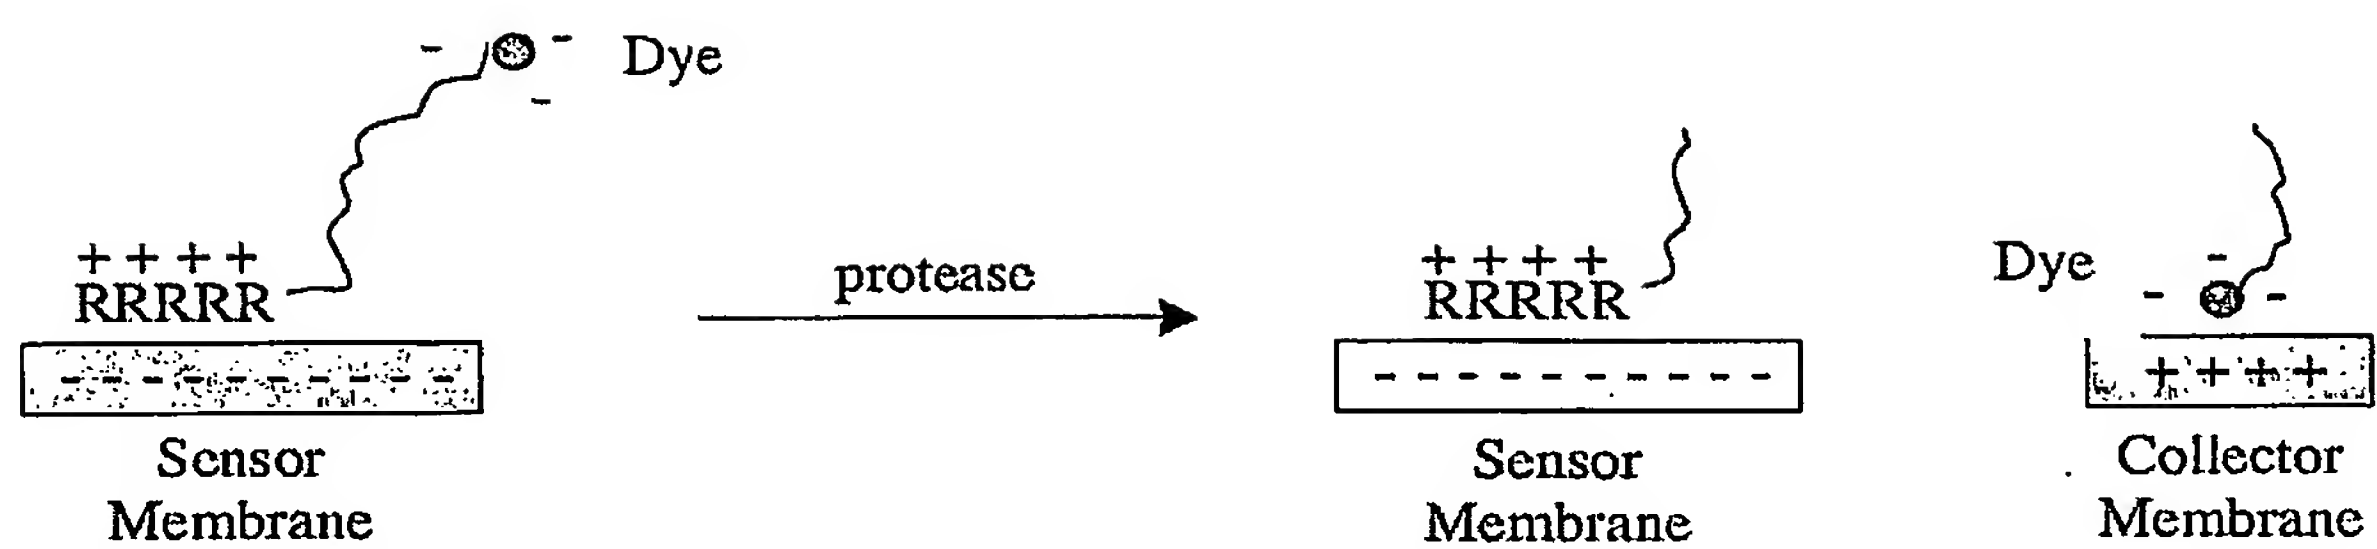 - - Dye
-
+ + + +
RRRRR
- - - - - - - - - -
Sensor
Membrane
protease
+ + + +
RRRRR
- - - - - - - - - -
Sensor
Membrane
Dye -
- -
+ + + +
Collector
Membrane